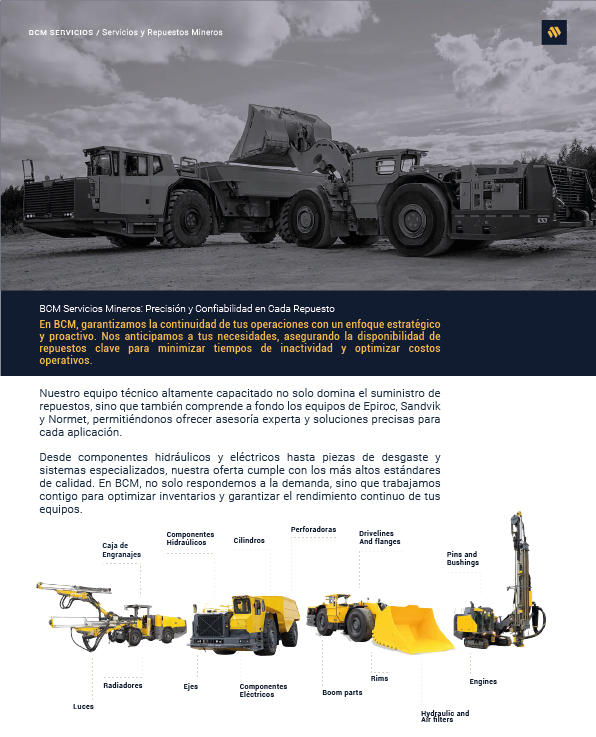 BCM SERVICIOS / Servicios y Repuestos Mineros
BCM Servicios Mineros: Precisión y Confiabilidad en Cada Repuesto
En BCM, garantizamos la continuidad de tus operaciones con un enfoque estratégico
y proactivo. Nos anticipamos a tus necesidades, asegurando la disponibilidad de
repuestos clave para minimizar tiempos de inactividad y optimizar costos
operativos.
Nuestro equipo técnico altamente capacitado no solo domina el suministro de
repuestos, sino que también comprende a fondo los equipos de Epiroc, Sandvik
y Normet, permitiéndonos ofrecer asesoría experta y soluciones precisas para
cada aplicación.
Desde componentes hidráulicos y eléctricos hasta piezas de desgaste y
sistemas especializados, nuestra oferta cumple con los más altos estándares
de calidad. En BCM, no solo respondemos a la demanda, sino que trabajamos
contigo para optimizar inventarios y garantizar el rendimiento continuo de tus
equipos.
Caja de
Engranajes
Componentes
Hidraúlicos
Cilindros
Perforadoras
Drivelines
And flanges
Pins and
Bushings
Luces
Radiadores
Ejes
Componentes
Eléctricos
Boom parts
Rims
Hydraulic and
Air filters
Engines